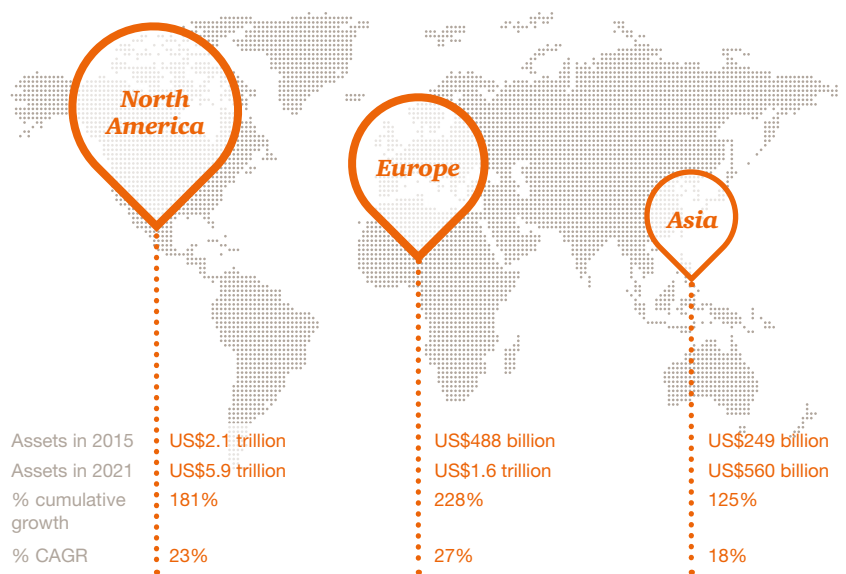 North
America
Europe
Asia
Assets in 2015 US$2.1 trillion US$488 billion US$249 billion
Assets in 2021 US$5.9 trillion US$1.6 trillion US$560 billion
% cumulative 181% 228% 125%
growth
% CAGR 23% 27% 18%